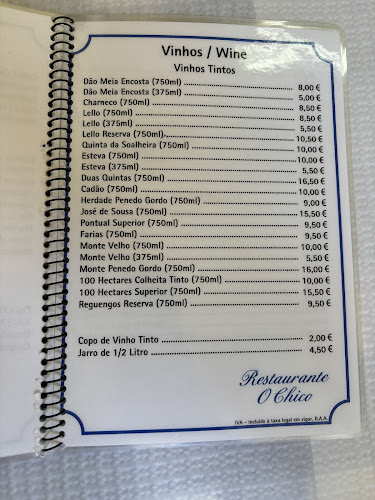 Vinhos / Wine
Vinhos Tintos
Dão Meia Encosta (750ml) 8,00 €
Dão Meia Encosta (375ml) 5,00 €
Charneco (750ml) 8,50 €
Lello (750ml) 8,50 €
Lello (375ml) 5,50 €
Lello Reserva (750ml) 10,50 €
Quinta da Soalheira (750ml) 10,00 €
Esteva (750ml) 10,00 €
Esteva (375ml) 5,50 €
Duas Quintas (750ml) 16,50 €
Cadão (750ml) 10,00 €
Herdade Penedo Gordo (750ml) 9,00 €
José de Sousa (750ml) 15,50 €
Pontual Superior (750ml) 9,50 €
Farias (750ml) 9,50 €
Monte Velho (750ml) 10,00 €
Monte Velho (375ml) 5,50 €
Monte Penedo Gordo (750ml) 16,00 €
100 Hectares Colheita Tinto (750ml) 10,00 €
100 Hectares Superior (750ml) 15,50 €
Reguengos Reserva (750ml) 9,50 €
Copo de Vinho Tinto 2,00 €
Jarro de 1/2 Litro 4,50 €
Restaurante
O Chico
IVA - Incluído à taxa legal em vigor, R.A.A.